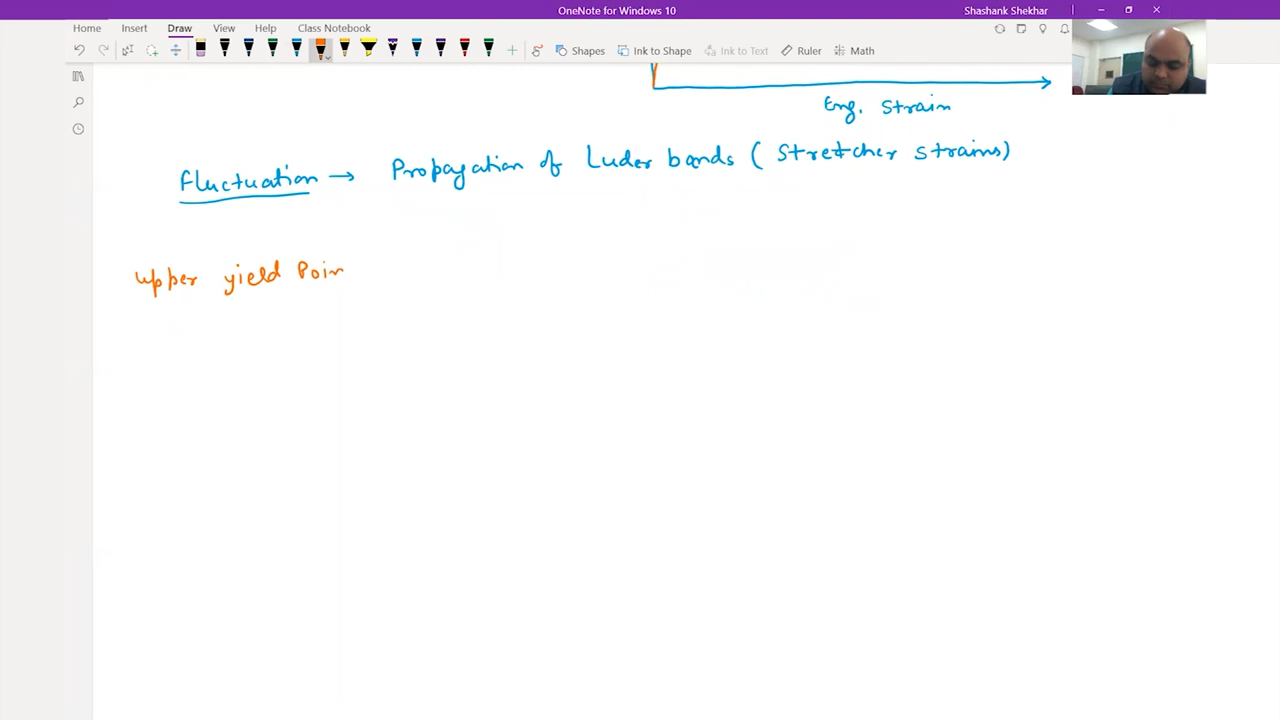 OneNote for Windows 10
Shashank Shekhar
Home Insert Draw View Help Class Notebook
Shapes Ink to Shape Ink to Text Ruler Math
Eng. Strain
Fluctuation → Propagation of Luder bands ( Stretcher strains)
upper yield Poin